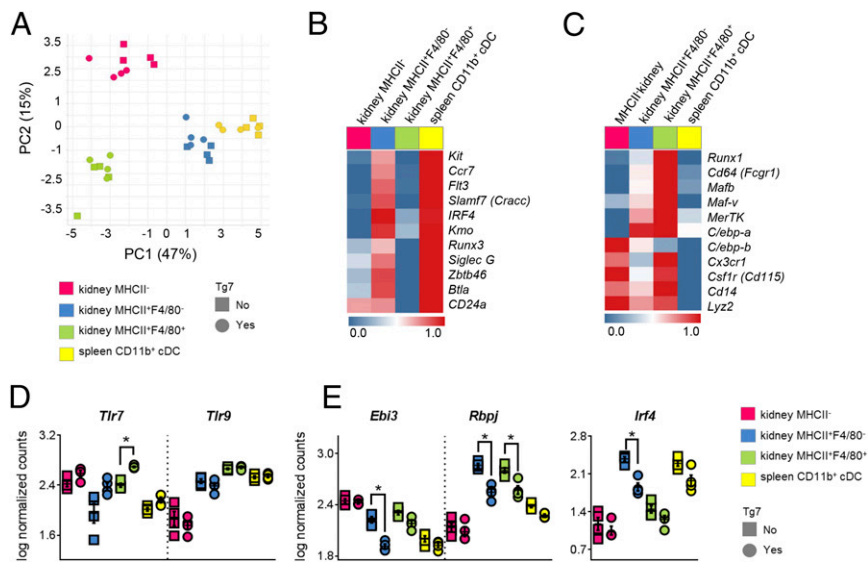 A
PC2 (15%)
3.5
2.5
1
0
-1
-2.5
-3.5
-5
-3
-1
0
1
3
5
PC1 (47%)
kidney MHCII-
kidney MHCII+F4/80-
kidney MHCII+F4/80+
spleen CD11b+ cDC
Tg7
No
Yes
B
kidney MHCII-
kidney MHCII+F4/80-
kidney MHCII+F4/80+
spleen CD11b+ cDC
Kit
Ccr7
Flt3
Slamf7 (Cracc)
IRF4
Kmo
Runx3
Siglec G
Zbtb46
Btla
CD24a
0.0 1.0
C
MHCII-kidney
kidney MHCII+F4/80-
kidney MHCII+F4/80+
spleen CD11b+ cDC
Runx1
Cd64 (Fcgr1)
Mafb
Maf-v
MerTK
C/ebp-a
C/ebp-b
Cx3cr1
Csf1r (Cd115)
Cd14
Lyz2
0.0 1.0
D
Tlr7 Tlr9
log normalized counts
3.2
2.4
1.6
*
E
Ebi3 Rbpj Irf4
log normalized counts
3.0
2.4
1.8
*
* *
2.8
2.1
1.4
0.7
*
kidney MHCII-
kidney MHCII+F4/80-
kidney MHCII+F4/80+
spleen CD11b+ cDC
Tg7
No
Yes